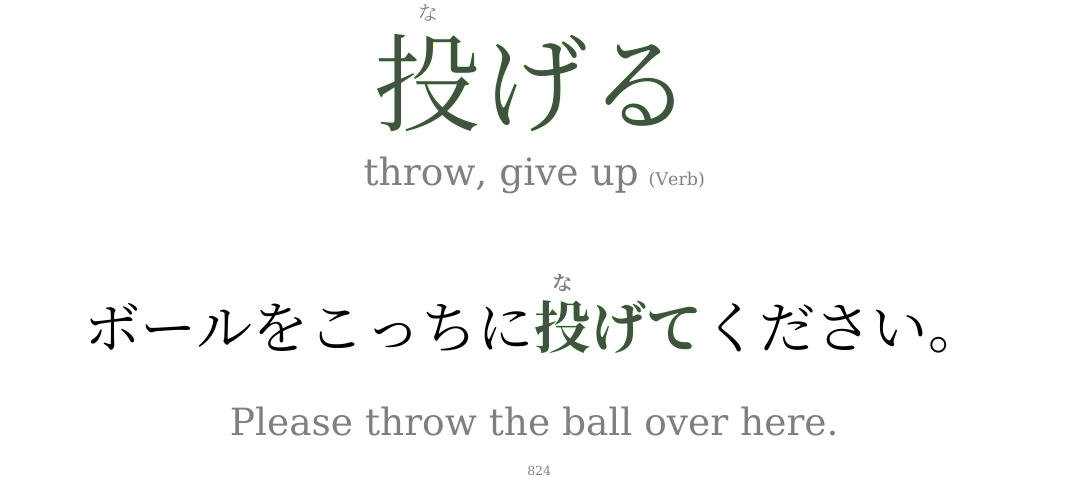 な
投げる
throw, give up (Verb)
な
ボールをこっちに投げてください。
Please throw the ball over here.
824